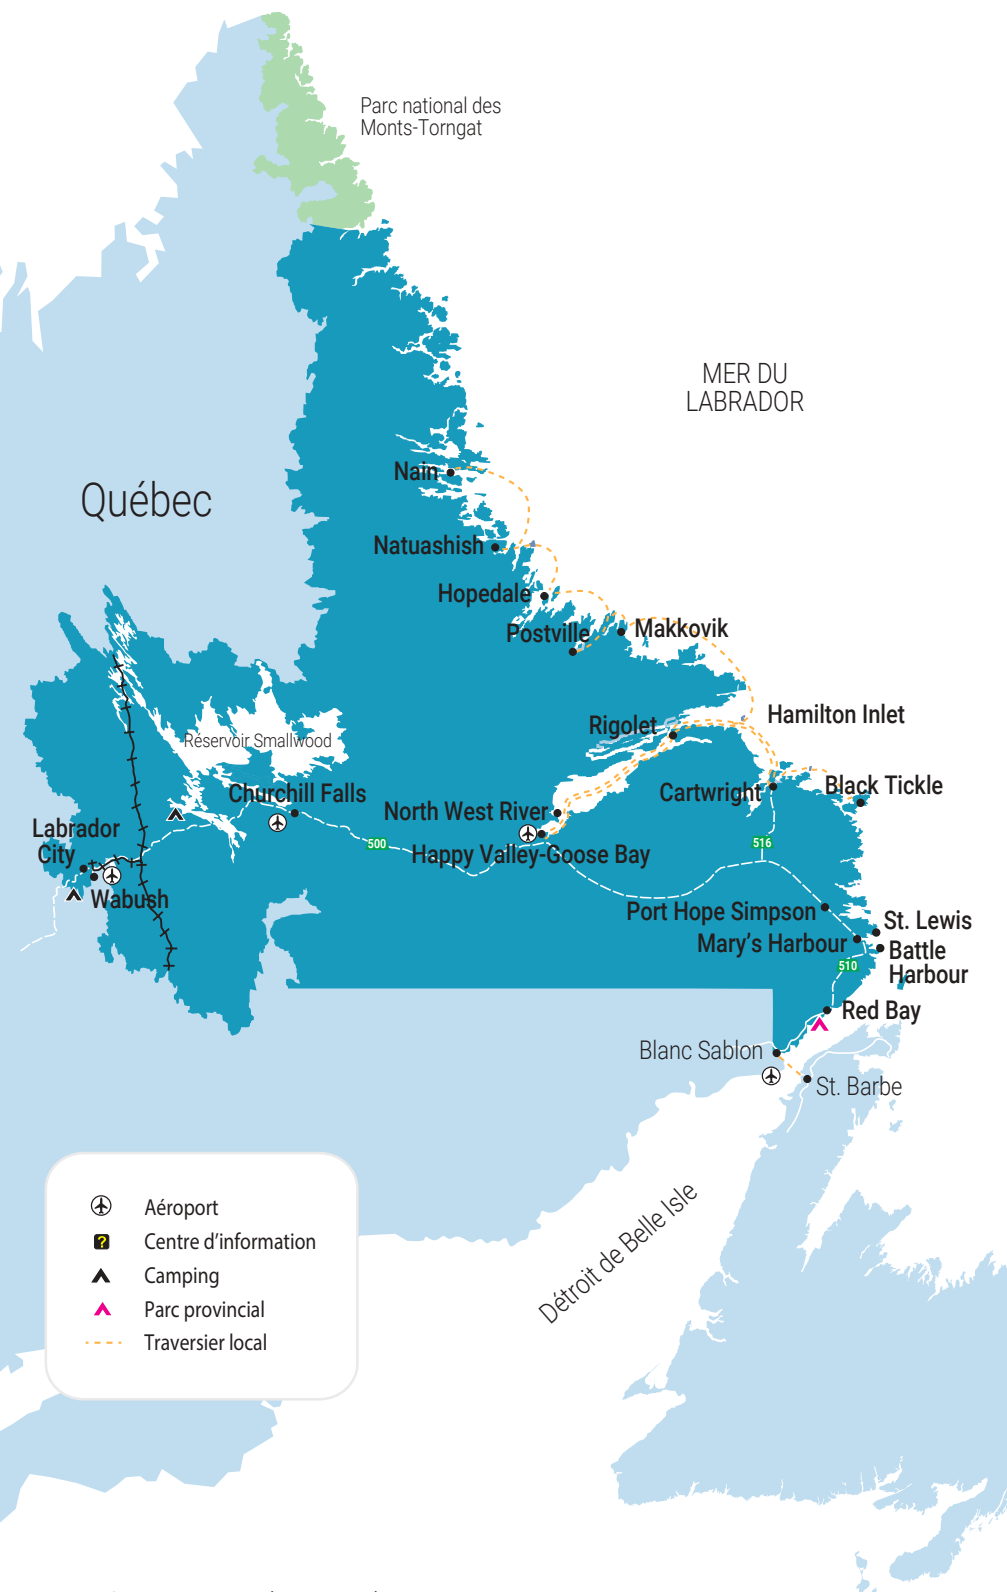 Parc national des
Monts-Torngat
MER DU
LABRADOR
Québec
Nain
Natuashish
Hopedale
Postville
Makkovik
Rigolet
Hamilton Inlet
Réservoir Smallwood
Churchill Falls
Cartwright
Black Tickle
North West River
Labrador
City
500
516
Happy Valley-Goose Bay
Wabush
Port Hope Simpson
St. Lewis
Mary's Harbour
Battle
Harbour
510
Red Bay
Blanc Sablon
St. Barbe
Détroit de Belle Isle
Aéroport
?
Centre d'information
Camping
Parc provincial
Traversier local